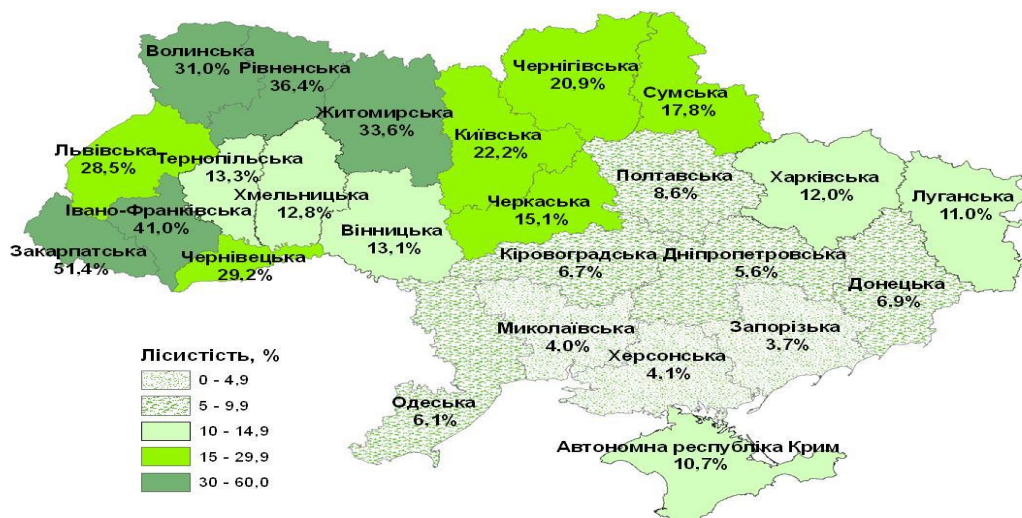 Волинська
31,0%
Рівненська
36,4%
Житомирська
33,6%
Чернігівська
20,9%
Сумська
17,8%
Київська
22,2%
Львівська
28,5%
Тернопільська
13,3%
Хмельницька
12,8%
Івано-Франківська
41,0%
Закарпатська
51,4%
Чернівецька
29,2%
Вінницька
13,1%
Черкаська
15,1%
Полтавська
8,6%
Харківська
12,0%
Луганська
11.0%
Кіровоградська
6,7%
Дніпропетровська
5.6%
Донецька
6.9%
Миколаївська
4.0%
Херсонська
4,1%
Запорізька
3.7%
Одеська
6.1%
Автономна республіка Крим
10,7%
Лісистість, %
0 - 4,9
5 - 9,9
10 - 14,9
15 - 29,9
30 - 60,0